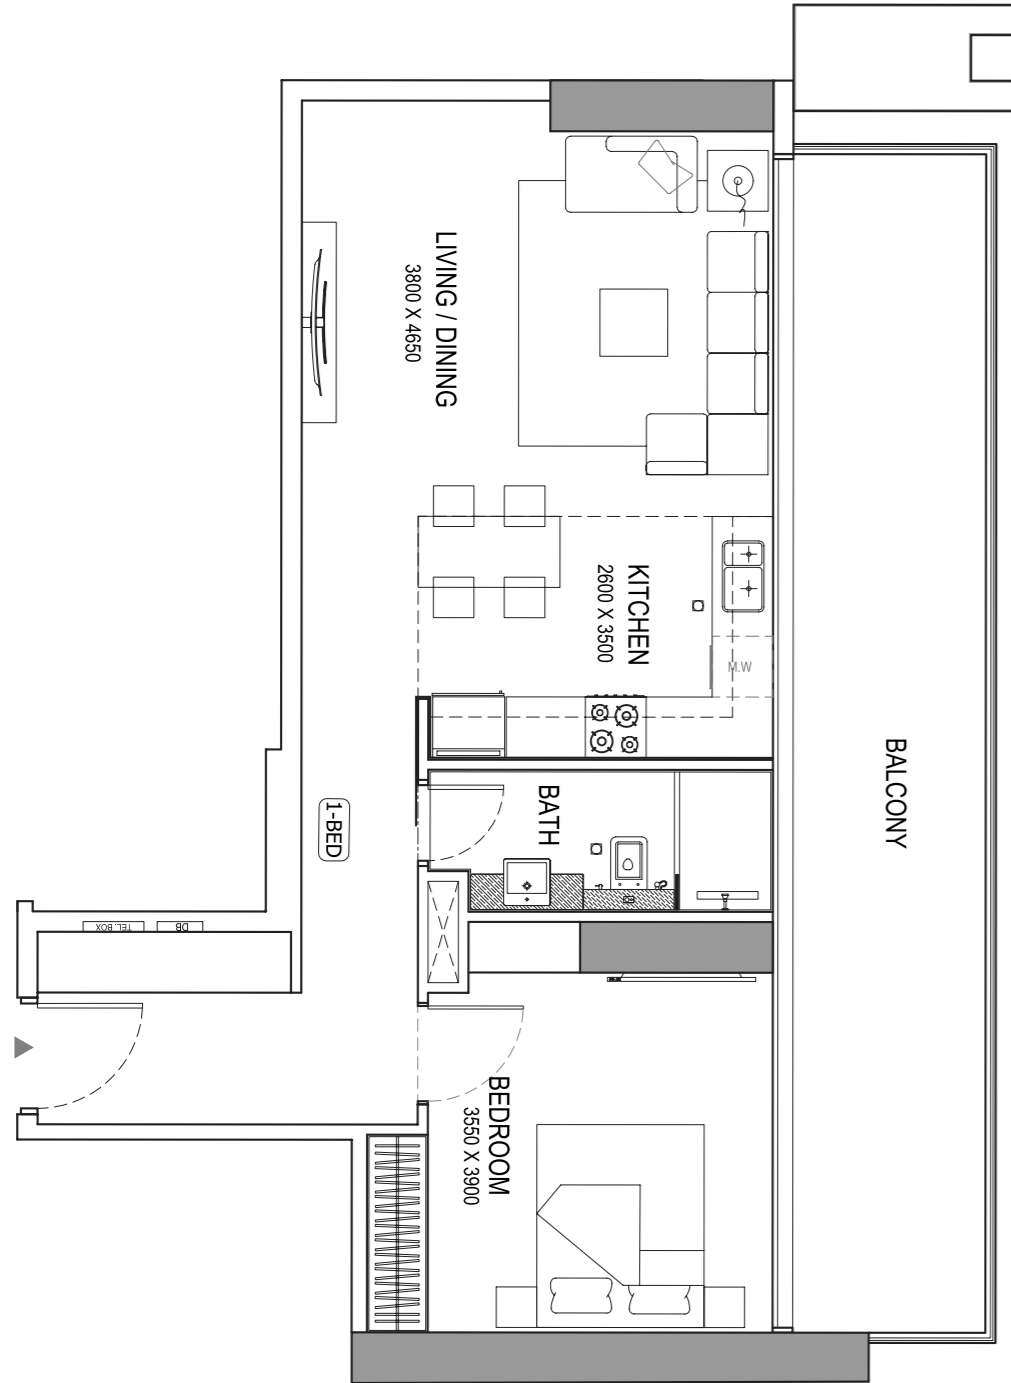 LIVING / DINING
3800 X 4650
KITCHEN
2600 X 3500
M.W
BALCONY
BATH
1-BED
TEL. BOX
DB
BEDROOM
3550 X 3900